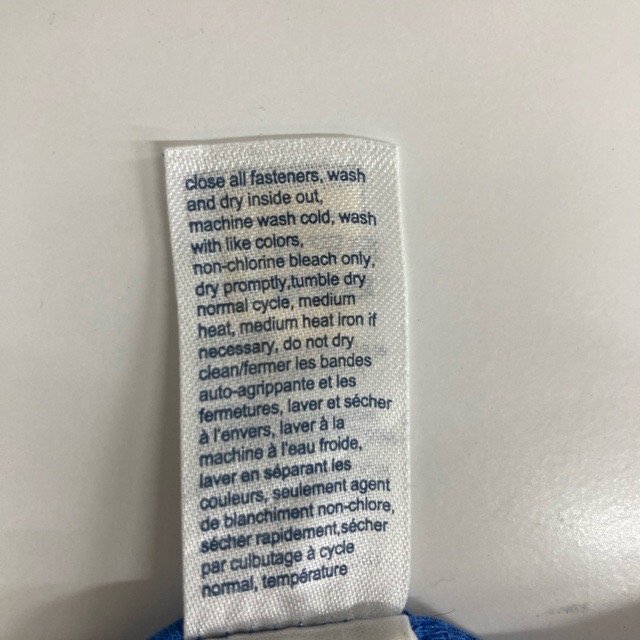 close all fasteners, wash
and dry inside out,
machine wash cold, wash
with like colors,
non-chlorine bleach only,
dry promptly,tumble dry
normal cycle, medium
heat, medium heat iron if
necessary, do not dry
clean/fermer les bandes
auto-agrippante et les
fermetures, laver et sécher
à l'envers, laver à la
machine à l'eau froide,
laver en séparant les
couleurs, seulement agent
de blanchiment non-chlore,
sécher rapidement,sécher
par culbutage à cycle
normal, température